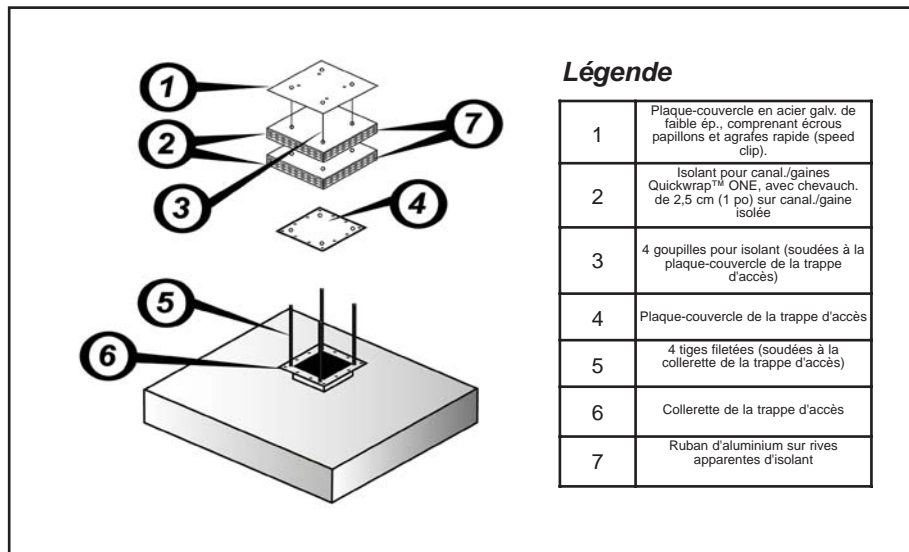 1
2
3
4
5
6
7
Légende
1
Plaque-couvercle en acier galv. de
faible ép., comprenant écrous
papillons et agrafes rapide (speed
clip).
2
Isolant pour canal./gaines
Quickwrap™ ONE, avec chevauch.
de 2,5 cm (1 po) sur canal./gaine
isolée
3
4 goupilles pour isolant (soudées à la
plaque-couvercle de la trappe
d'accès)
4
Plaque-couvercle de la trappe d'accès
5
4 tiges filetées (soudées à la
collerette de la trappe d'accès)
6
Collerette de la trappe d'accès
7
Ruban d'aluminium sur rives
apparentes d'isolant